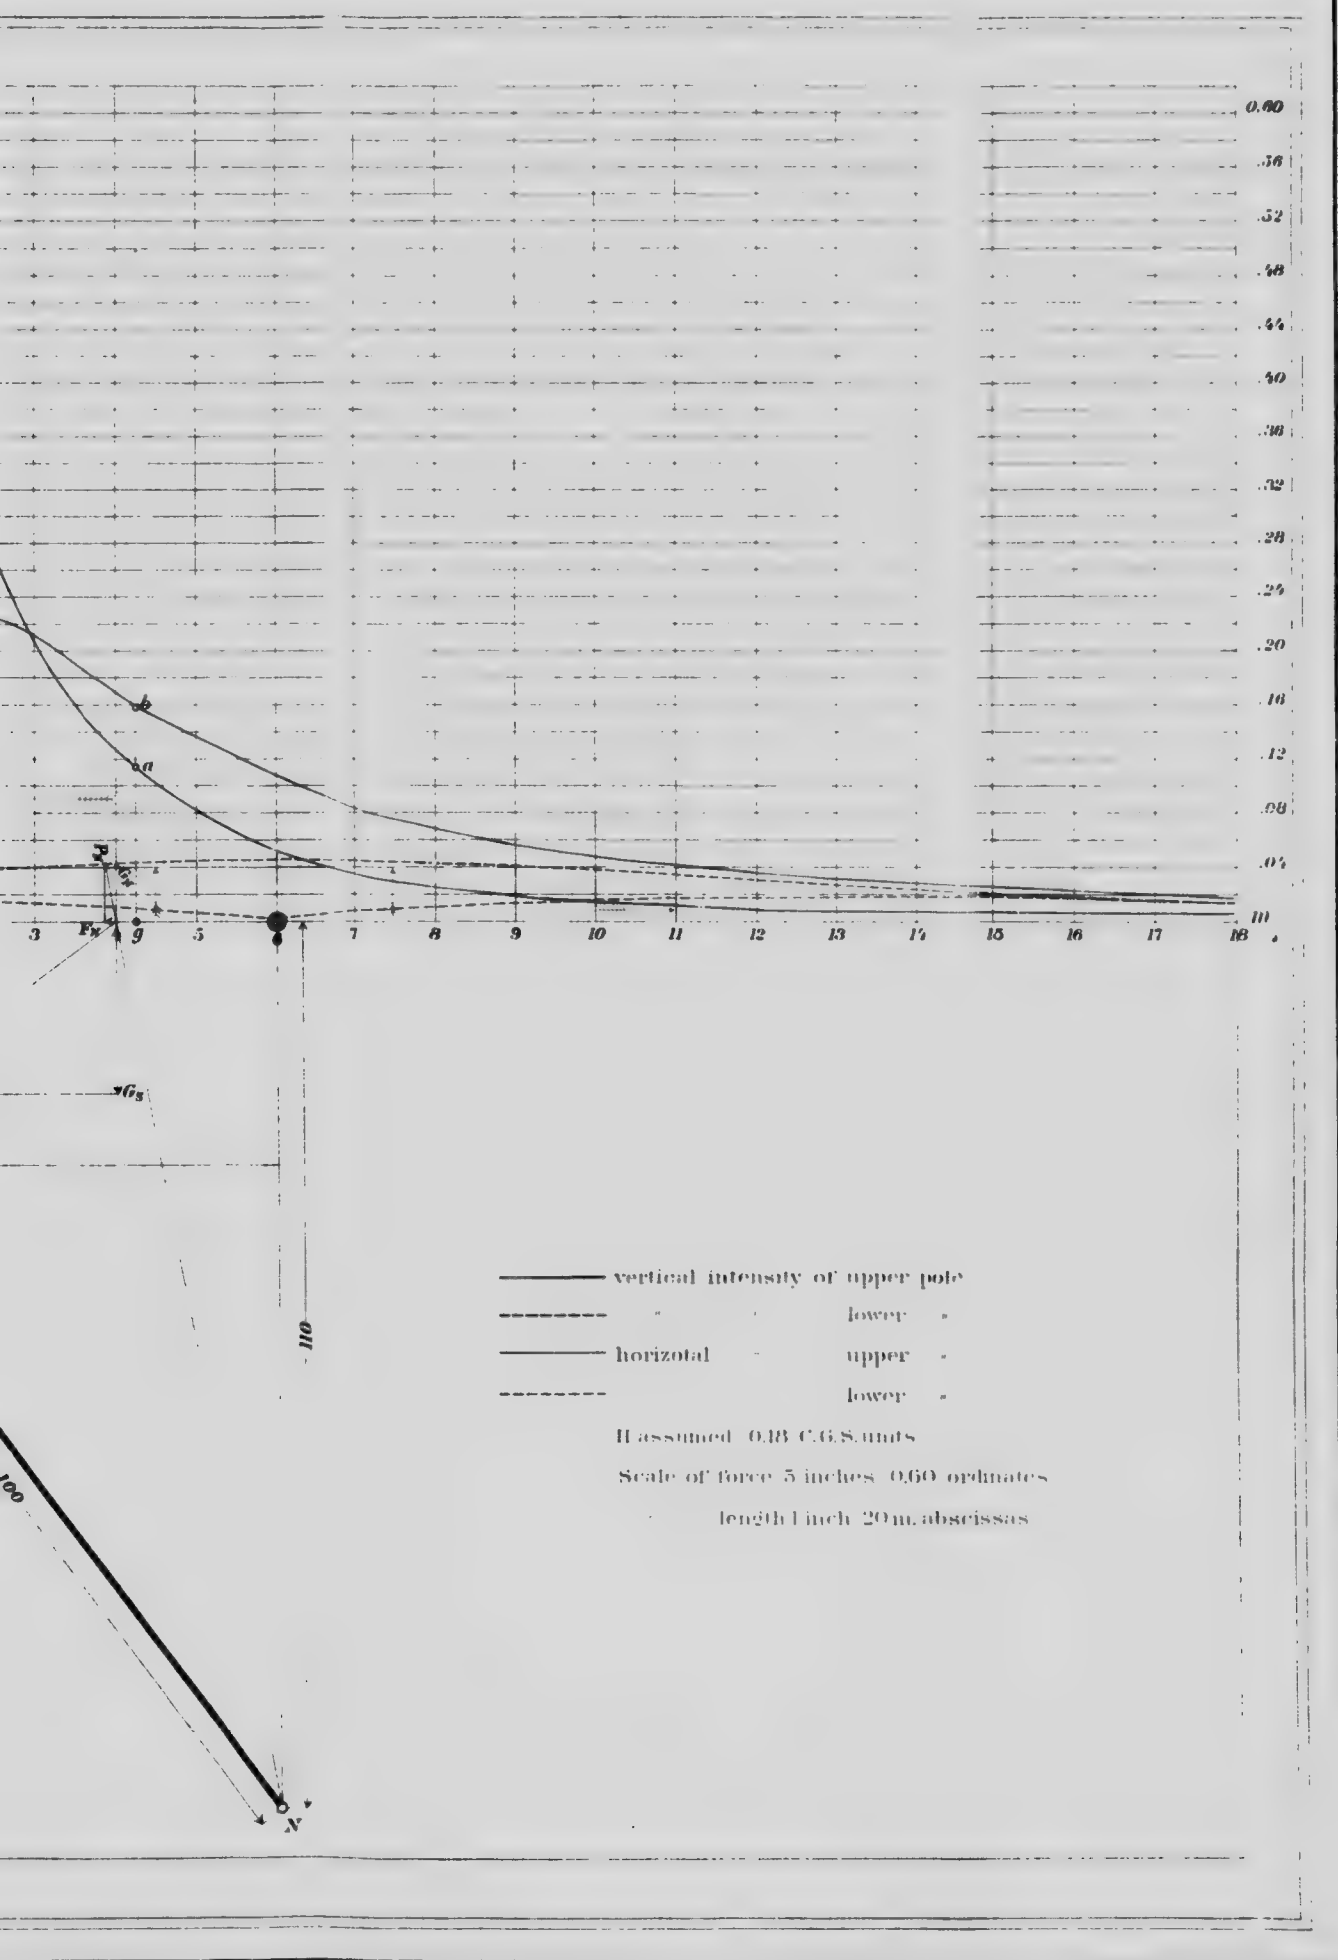 0.60
.56
.52
.48
.44
.40
.36
.32
.28
.24
.20
b
.16
a
.12
.08
.04
m
3 g 5 7 8 9 10 11 12 13 14 15 16 17 18
G₅
110
vertical intensity of upper pole
" " lower "
horizotal " upper "
lower "
H assumed 0.18 C.G.S. units
Scale of force 5 inches 0.60 ordinates
" length 1 inch 20 m. abscissas
100
N